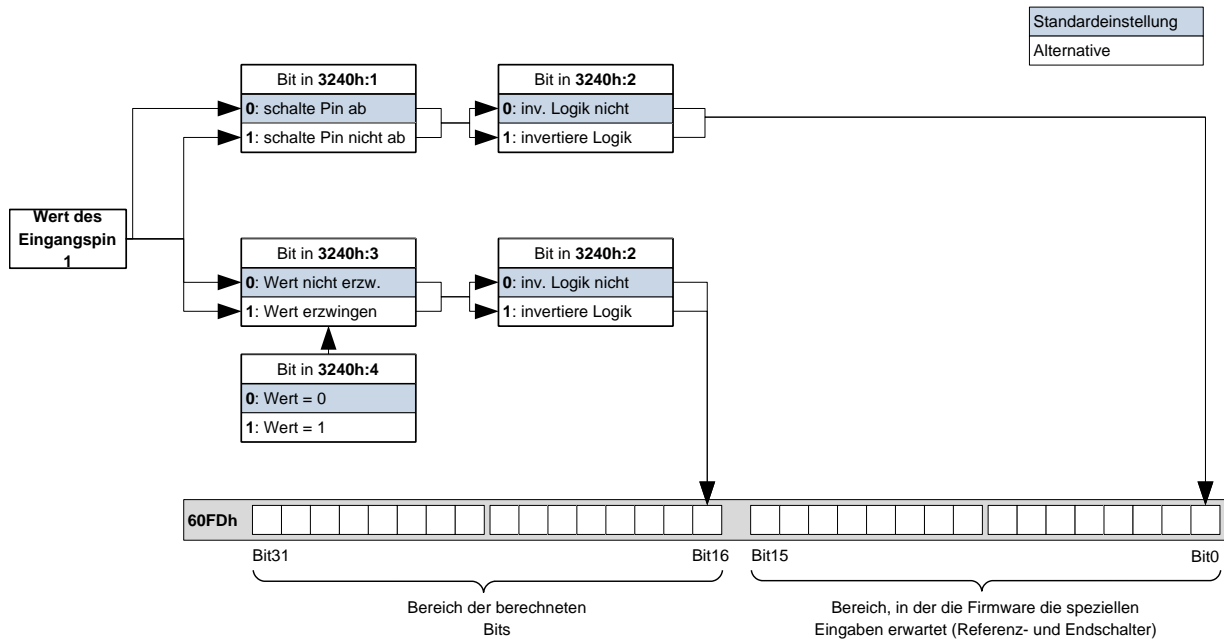 Standardeinstellung
Alternative
Bit in 3240h:1
0: schalte Pin ab
1: schalte Pin nicht ab
Bit in 3240h:2
0: inv. Logik nicht
1: invertiere Logik
Wert des
Eingangspin
1
Bit in 3240h:3
0: Wert nicht erzw.
1: Wert erzwingen
Bit in 3240h:2
0: inv. Logik nicht
1: invertiere Logik
Bit in 3240h:4
0: Wert = 0
1: Wert = 1
60FDh
Bit31
Bit16
Bit15
Bit0
Bereich der berechneten
Bits
Bereich, in der die Firmware die speziellen
Eingaben erwartet (Referenz- und Endschalter)